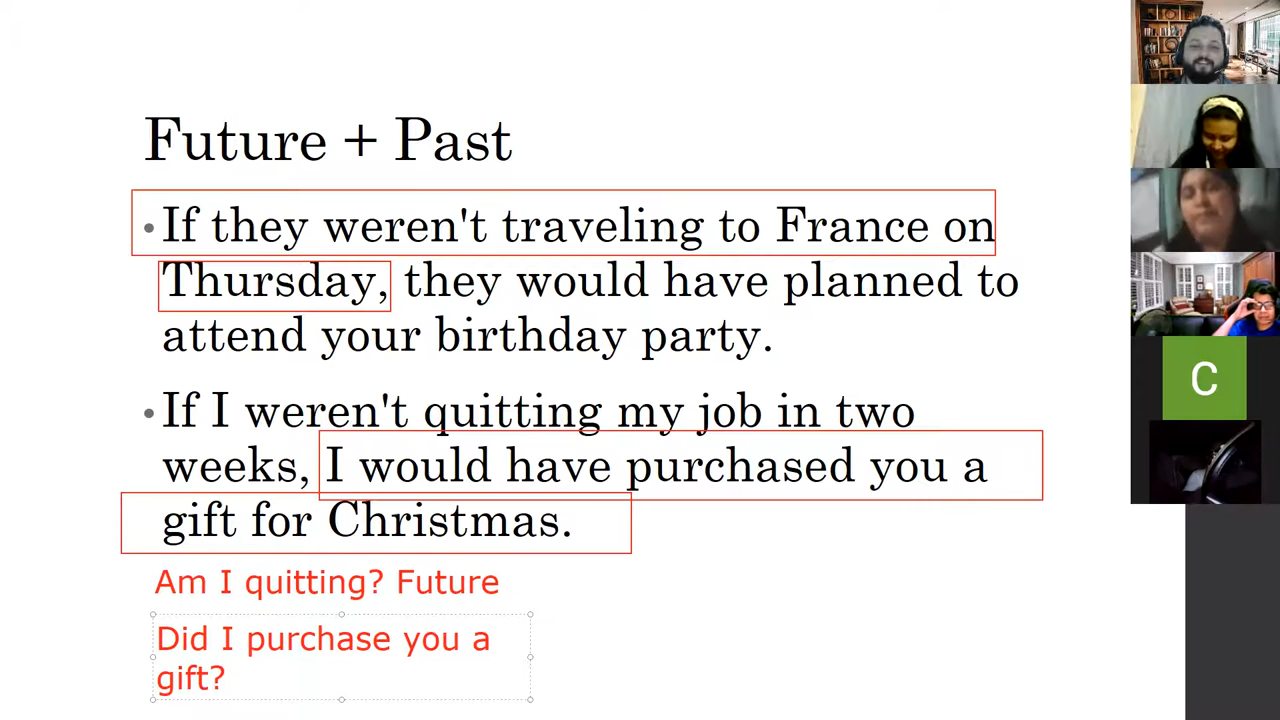 Future + Past
• If they weren't traveling to France on
Thursday, they would have planned to
attend your birthday party.
• If I weren't quitting my job in two
weeks, I would have purchased you a
gift for Christmas.
Am I quitting? Future
Did I purchase you a
gift?
C